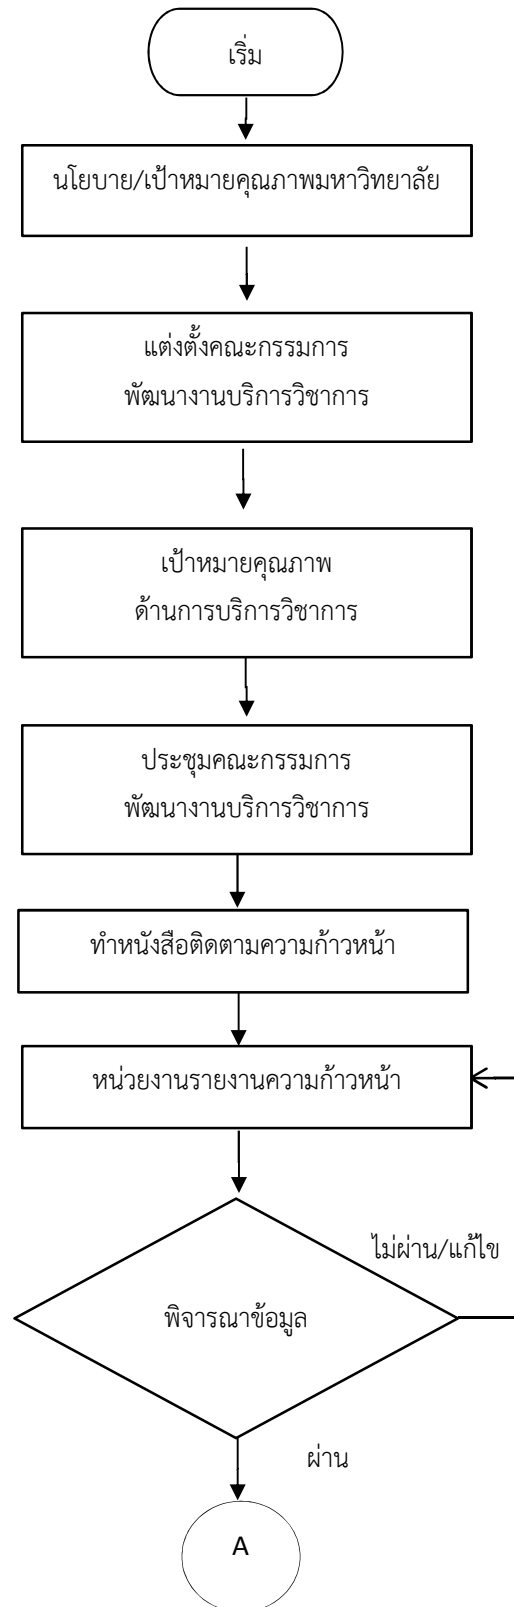 เริ่ม
นโยบาย/เป้าหมายคุณภาพมหาวิทยาลัย
แต่งตั้งคณะกรรมการ
พัฒนางานบริการวิชาการ
เป้าหมายคุณภาพ
ด้านการบริการวิชาการ
ประชุมคณะกรรมการ
พัฒนางานบริการวิชาการ
ทำหนังสือติดตามความก้าวหน้า
หน่วยงานรายงานความก้าวหน้า
ไม่ผ่าน/แก้ไข
พิจารณาข้อมูล
ผ่าน
A